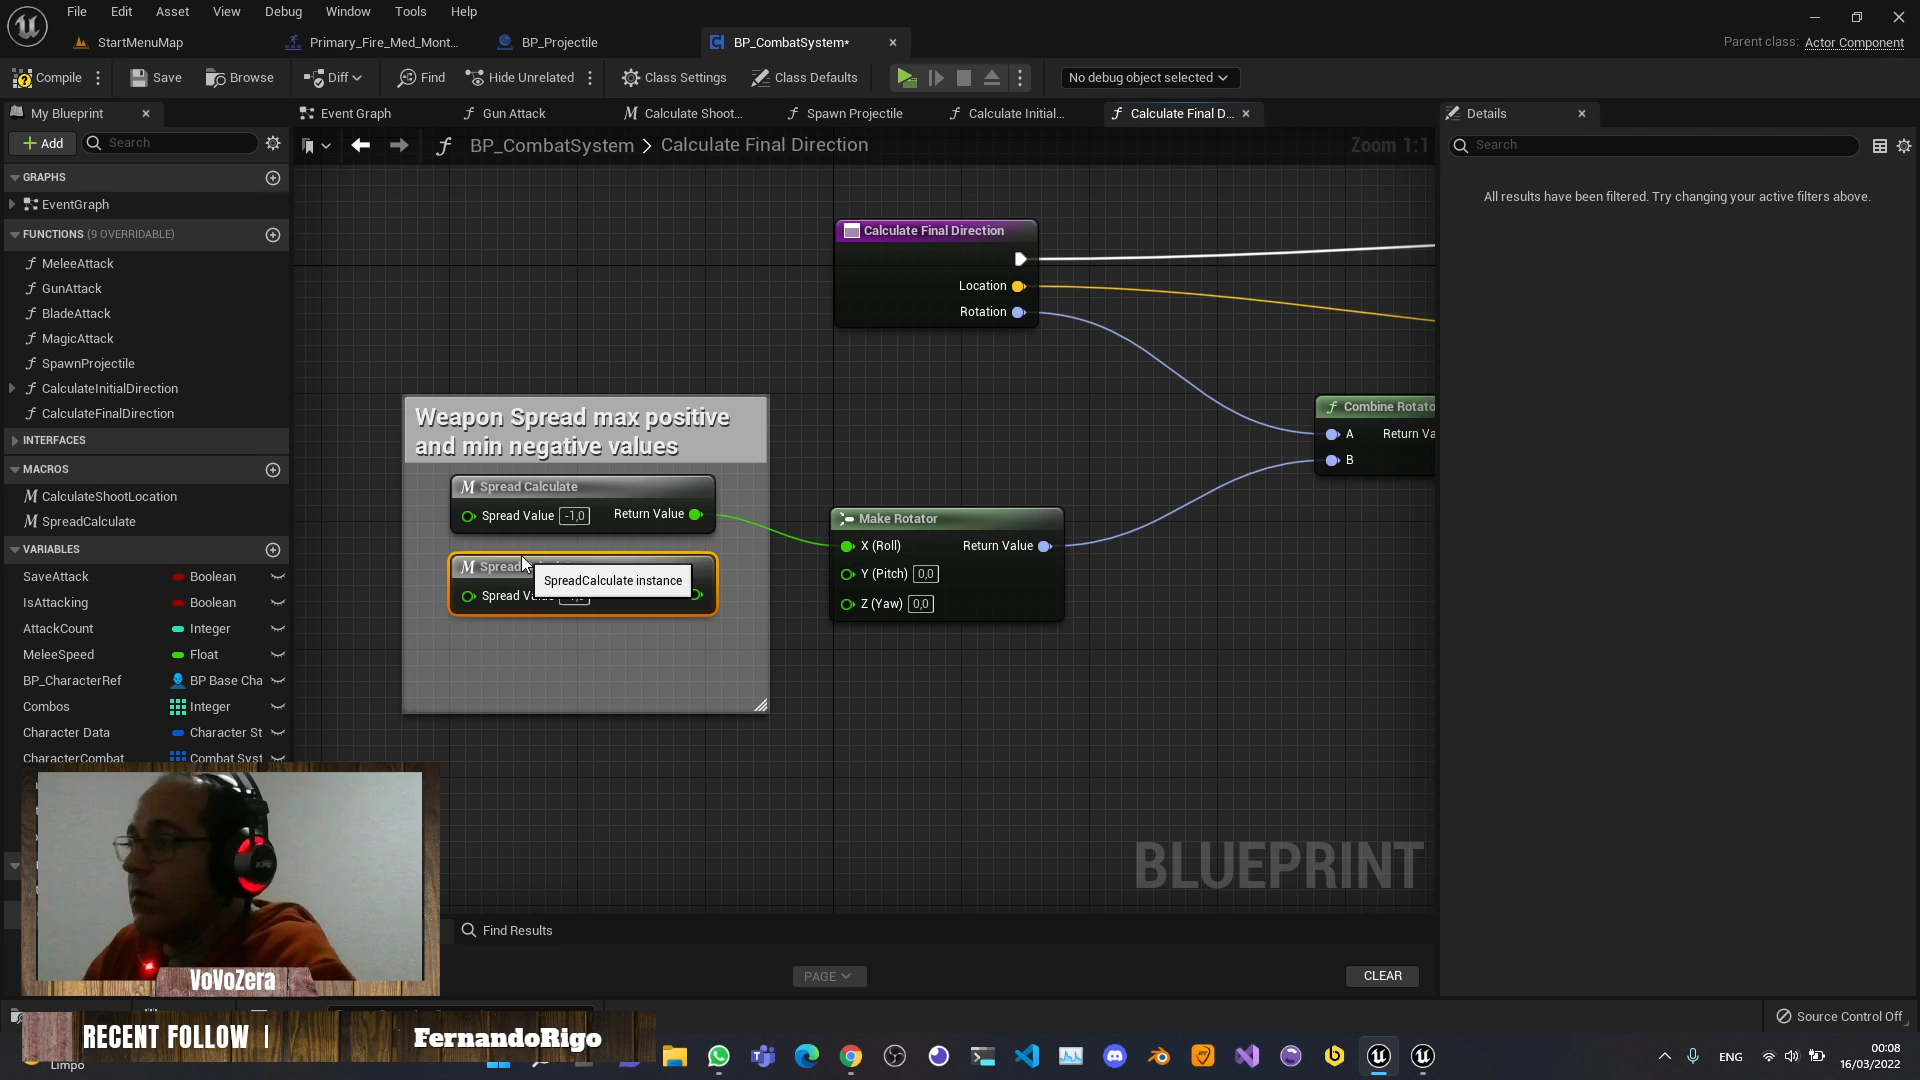 File Edit Asset View Debug Window Tools Help
StartMenuMap Primary_Fire_Med_Mont... BP_Projectile BP_CombatSystem*
Parent class: Actor Component
Compile Save Browse Diff Find Hide Unrelated Class Settings Class Defaults No debug object selected
My Blueprint Event Graph Gun Attack Calculate Shoot... Spawn Projectile Calculate Initial... Calculate Final D... Details
Add Search
BP_CombatSystem > Calculate Final Direction
Zoom 1:1
Search
All results have been filtered. Try changing your active filters above.
GRAPHS
EventGraph
FUNCTIONS (9 OVERRIDABLE)
MeleeAttack
GunAttack
BladeAttack
MagicAttack
SpawnProjectile
CalculateInitialDirection
CalculateFinalDirection
INTERFACES
MACROS
CalculateShootLocation
SpreadCalculate
VARIABLES
SaveAttack Boolean
IsAttacking Boolean
AttackCount Integer
MeleeSpeed Float
BP_CharacterRef BP Base Cha
Combos Integer
Character Data Character St
CharacterCombat Combat Syst
Calculate Final Direction
Location
Rotation
Weapon Spread max positive
and min negative values
Spread Calculate
Spread Value -1,0 Return Value
Spread
SpreadCalculate instance
Spread
Make Rotator
X (Roll) Return Value
Y (Pitch) 0,0
Z (Yaw) 0,0
Combine Rotato
A Return Va
B
BLUEPRINT
Find Results
PAGE
CLEAR
VoVoZera
RECENT FOLLOW | FernandoRigo
Limpo
Source Control Off
ENG
00:08
16/03/2022